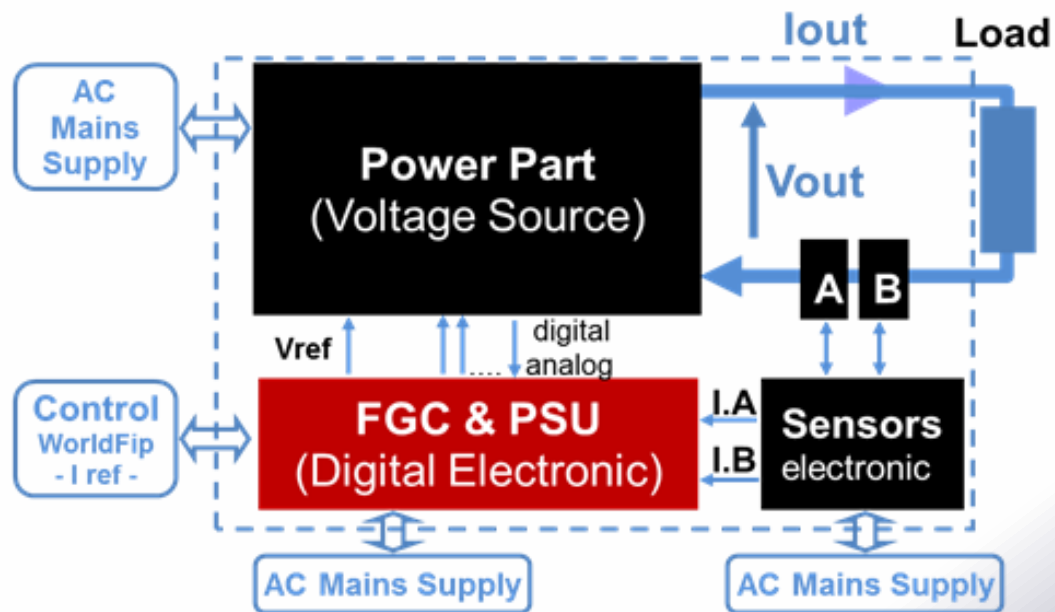 Iout
Load
AC
Mains
Supply
Power Part
(Voltage Source)
Vout
A
B
Vref
.....
digital
analog
Control
WorldFip
- I ref -
FGC & PSU
(Digital Electronic)
I.A
I.B
Sensors
electronic
AC Mains Supply
AC Mains Supply